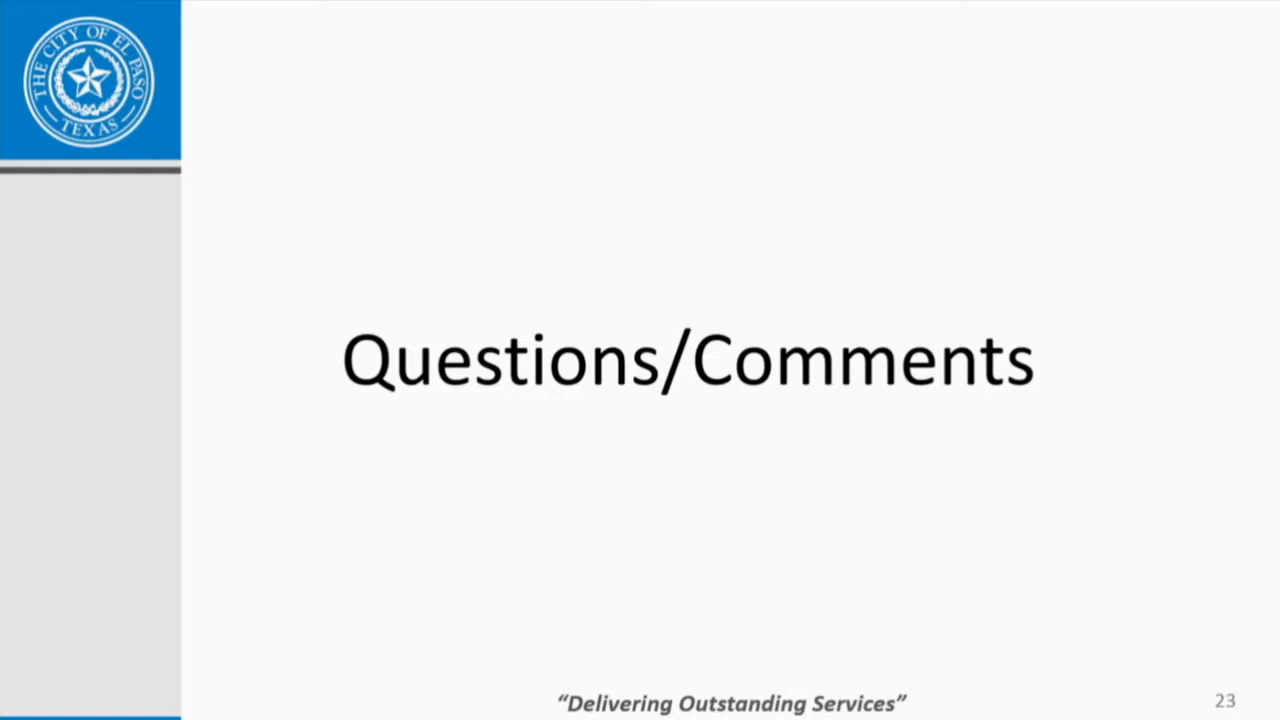 THE CITY OF EL PASO
TEXAS
Questions/Comments
“Delivering Outstanding Services”
23